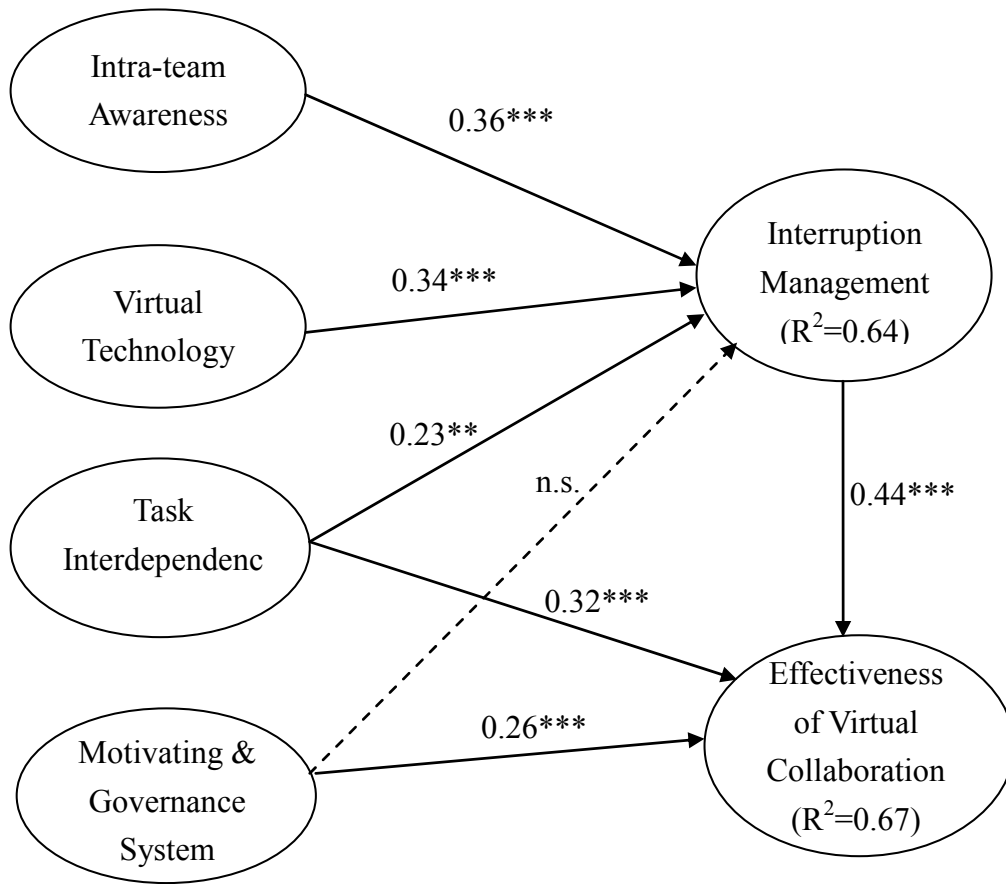 Intra-team
Awareness
0.36***
Interruption
Management
(R²=0.64)
Virtual
Technology
0.34***
0.23**
Task
Interdependenc
n.s.
0.44***
0.32***
Effectiveness
of Virtual
Collaboration
(R²=0.67)
0.26***
Motivating &
Governance
System